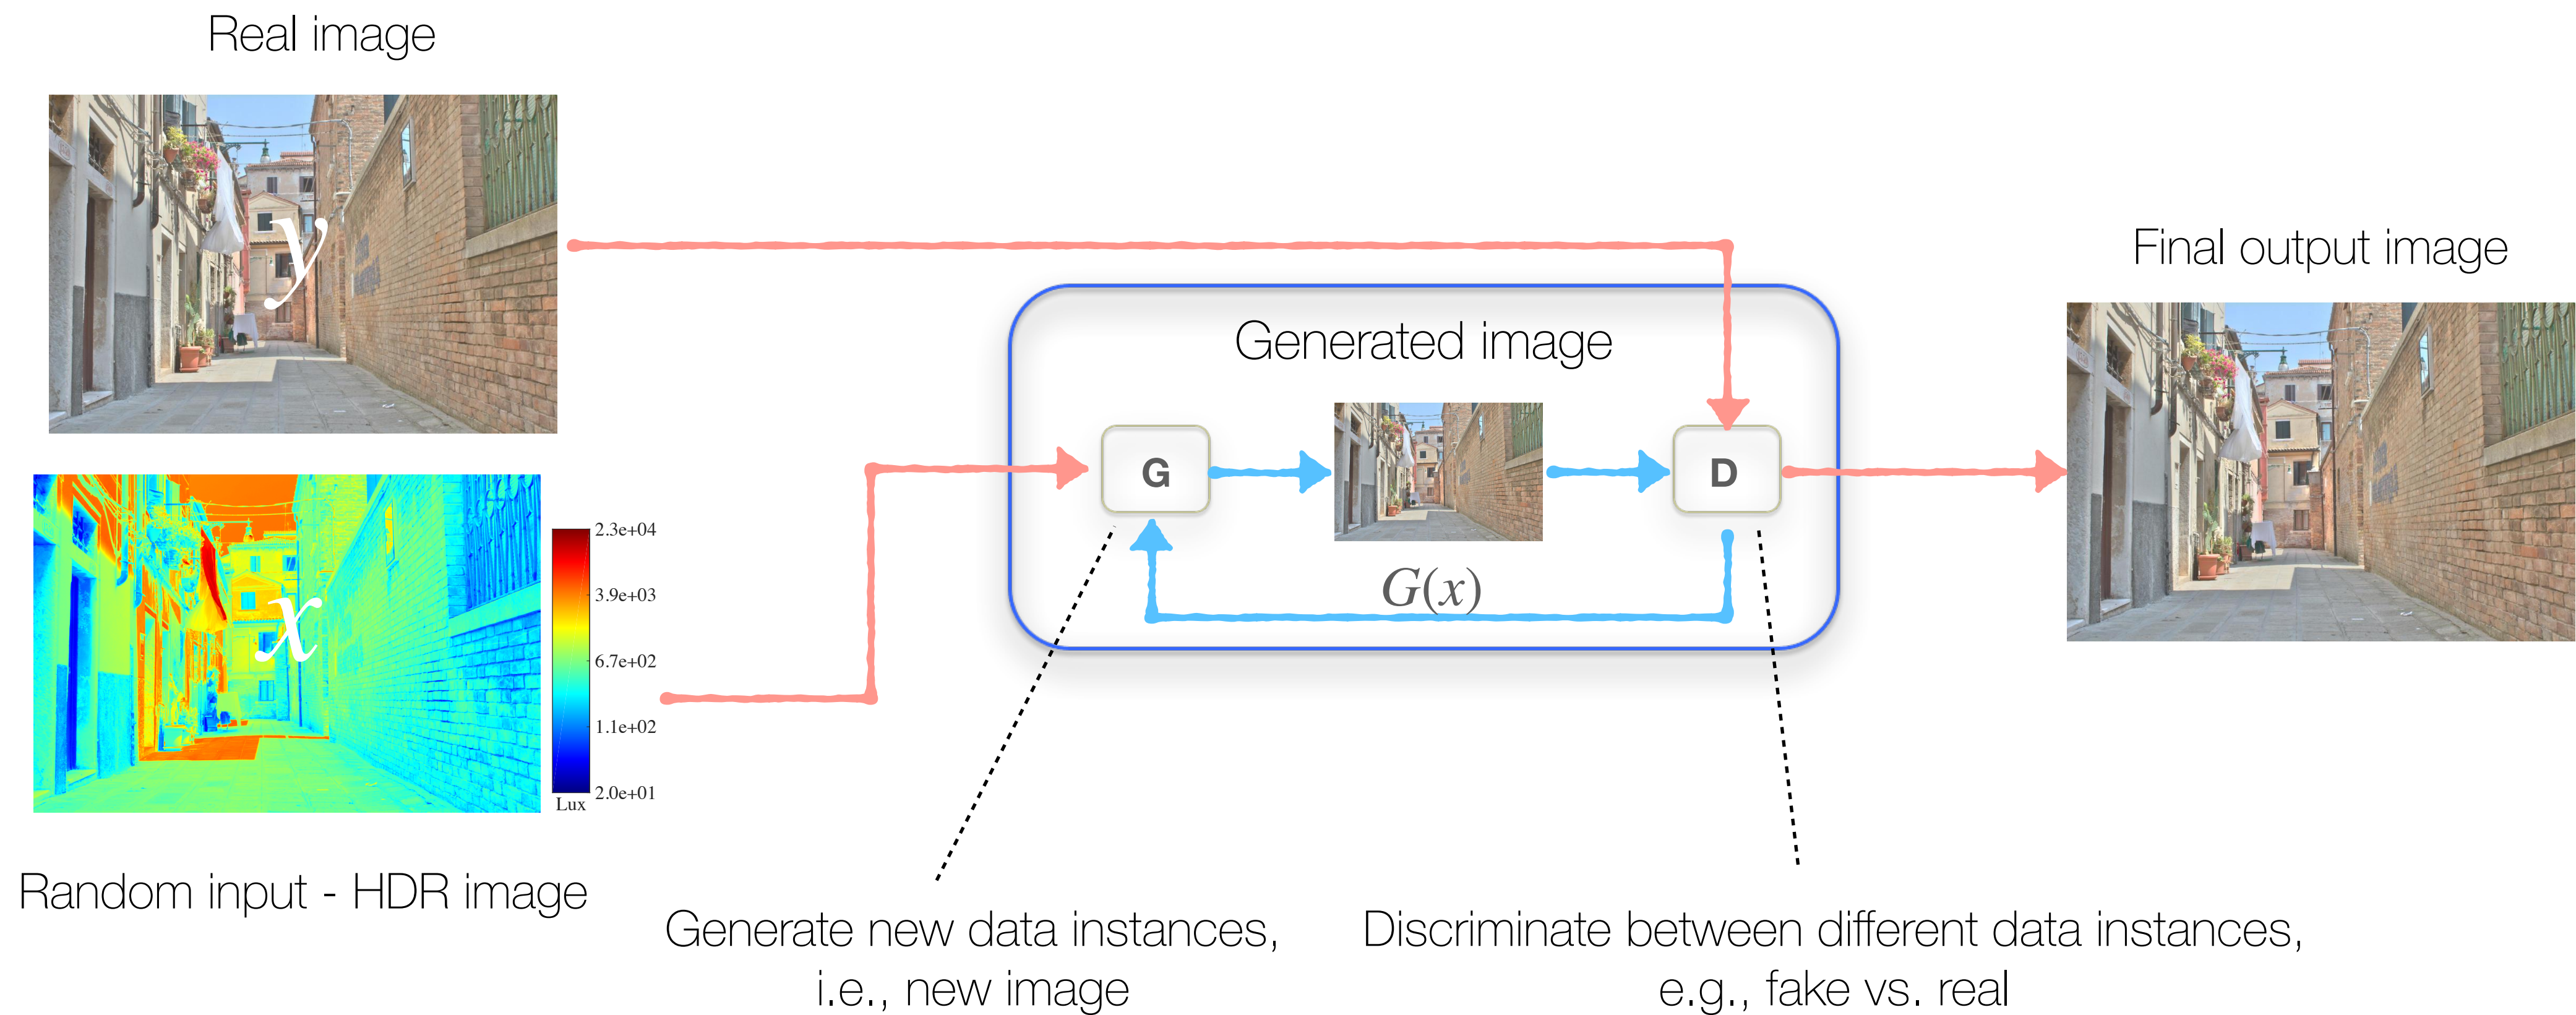 Real image
y
Final output image
Generated image
G
D
G(x)
x
2.3e+04
3.9e+03
6.7e+02
1.1e+02
2.0e+01
Lux
Random input - HDR image
Generate new data instances,
i.e., new image
Discriminate between different data instances,
e.g., fake vs. real